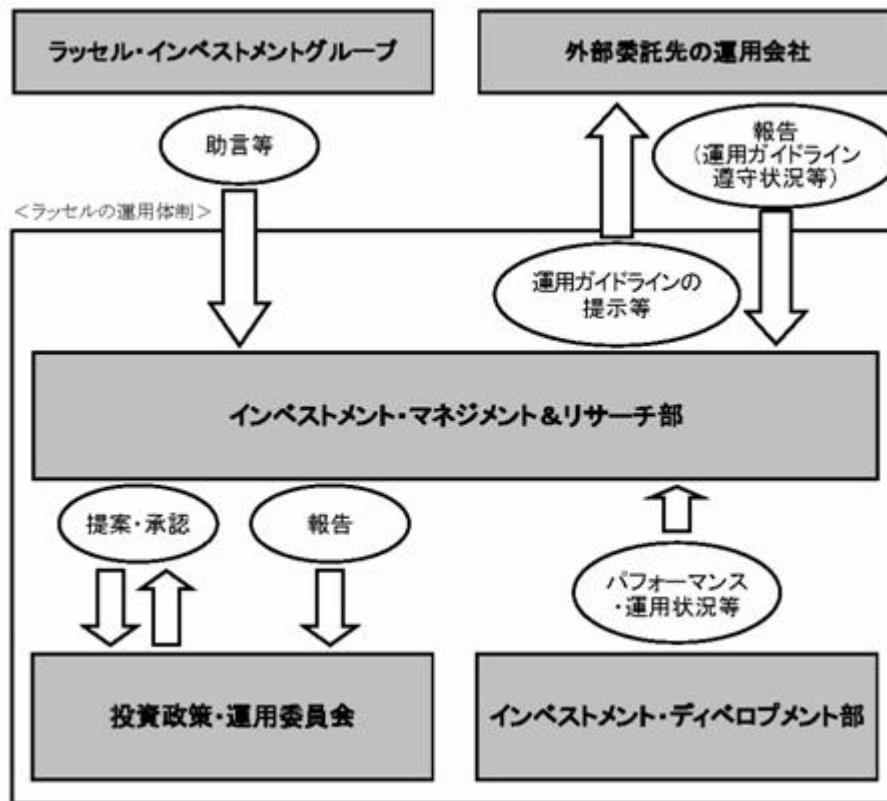 ラッセル・インベストメントグループ
外部委託先の運用会社
助言等
報告
(運用ガイドライン
遵守状況等)
<ラッセルの運用体制>
運用ガイドラインの
提示等
インベストメント・マネジメント&リサーチ部
提案・承認
報告
パフォーマンス
・運用状況等
投資政策・運用委員会
インベストメント・ディベロプメント部